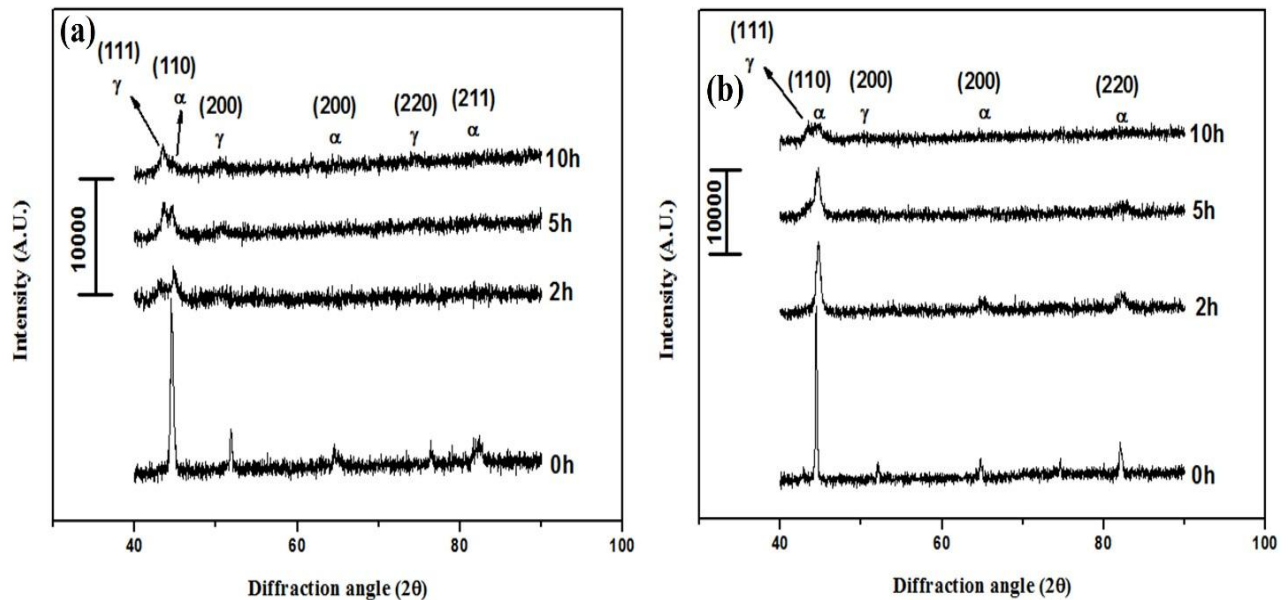 (a)
(111)
γ
(110)
α
(200)
γ
(200)
α
(220)
γ
(211)
α
10h
5h
2h
0h
10000
Intensity (A.U.)
40 60 80 100
Diffraction angle (2θ)
(b)
(111)
γ
(110)
α
(200)
γ
(200)
α
(220)
α
10h
5h
2h
0h
10000
Intensity (A.U.)
40 60 80 100
Diffraction angle (2θ)